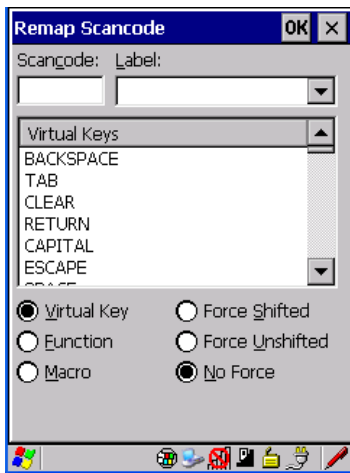 Remap Scancode OK ×
Scancode: Label:
Virtual Keys
BACKSPACE
TAB
CLEAR
RETURN
CAPITAL
ESCAPE
Virtual Key Force Shifted
Function Force Unshifted
Macro No Force